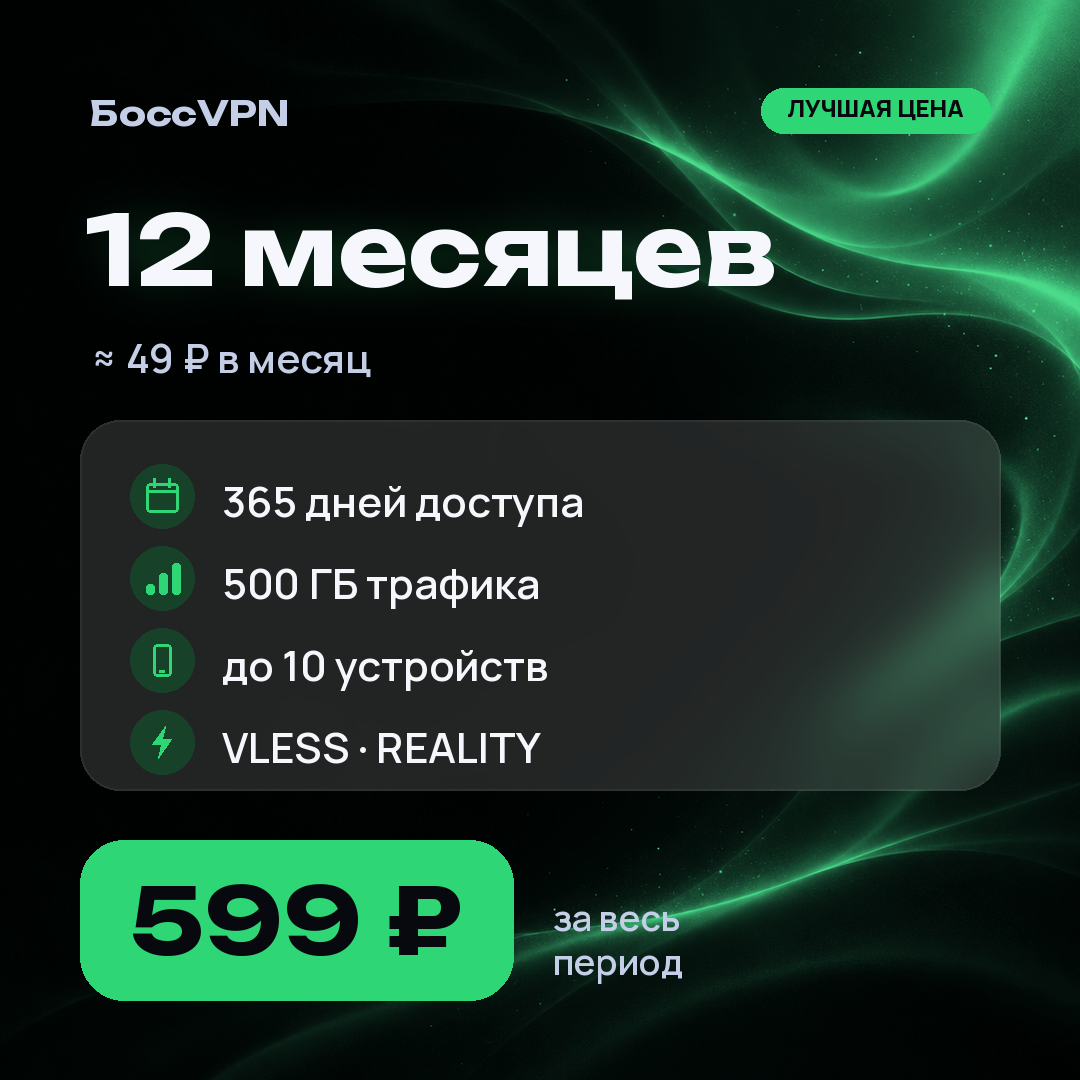 БоссVPN
ЛУЧШАЯ ЦЕНА
12 месяцев
≈ 49 ₽ в месяц
365 дней доступа
500 ГБ трафика
до 10 устройств
VLESS · REALITY
599 ₽
за весь
период